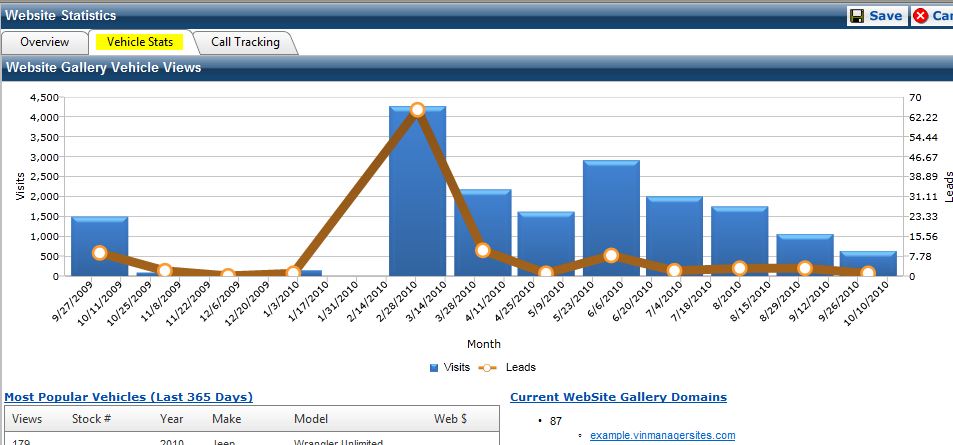 Website Statistics Save Can
Overview Vehicle Stats Call Tracking
Website Gallery Vehicle Views
4,500 70
4,000 62.22
3,500 54.44
3,000 46.67
2,500 38.89
2,000 31.11
1,500 23.33
1,000 15.56
500 7.78
0 0
Visits
Leads
9/27/2009 10/11/2009 10/25/2009 11/8/2009 11/22/2009 12/6/2009 12/20/2009 1/3/2010 1/17/2010 1/31/2010 2/14/2010 2/28/2010 3/14/2010 3/28/2010 4/11/2010 4/25/2010 5/9/2010 5/23/2010 6/6/2010 6/20/2010 7/4/2010 7/18/2010 8/2010 8/15/2010 8/29/2010 9/12/2010 9/26/2010 10/10/2010
Month
Visits Leads
Most Popular Vehicles (Last 365 Days)
Views Stock # Year Make Model Web $
179 2010 Jeep Wrangler Unlimited
Current WebSite Gallery Domains
87
example.vinmanagersites.com